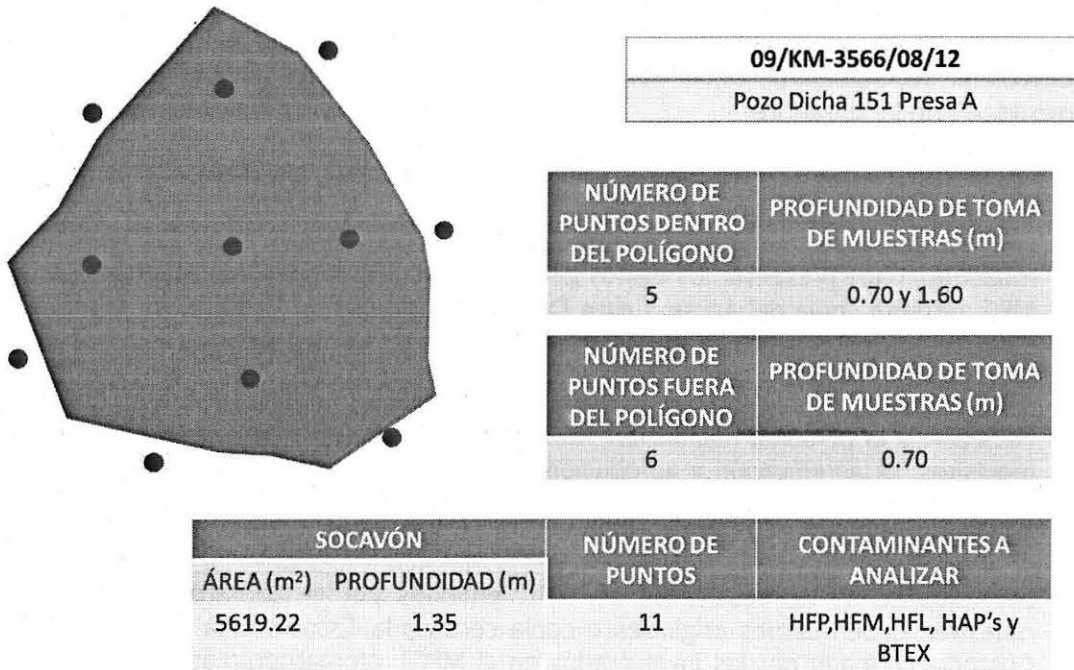 09/KM-3566/08/12
Pozo Dicha 151 Presa A
NÚMERO DE
PUNTOS DENTRO
DEL POLÍGONO
PROFUNDIDAD DE TOMA
DE MUESTRAS (m)
5
0.70 y 1.60
NÚMERO DE
PUNTOS FUERA
DEL POLÍGONO
PROFUNDIDAD DE TOMA
DE MUESTRAS (m)
6
0.70
SOCAVÓN
NÚMERO DE
PUNTOS
CONTAMINANTES A
ANALIZAR
ÁREA (m²)
PROFUNDIDAD (m)
5619.22
1.35
11
HFP,HFM,HFL, HAP's y
BTEX